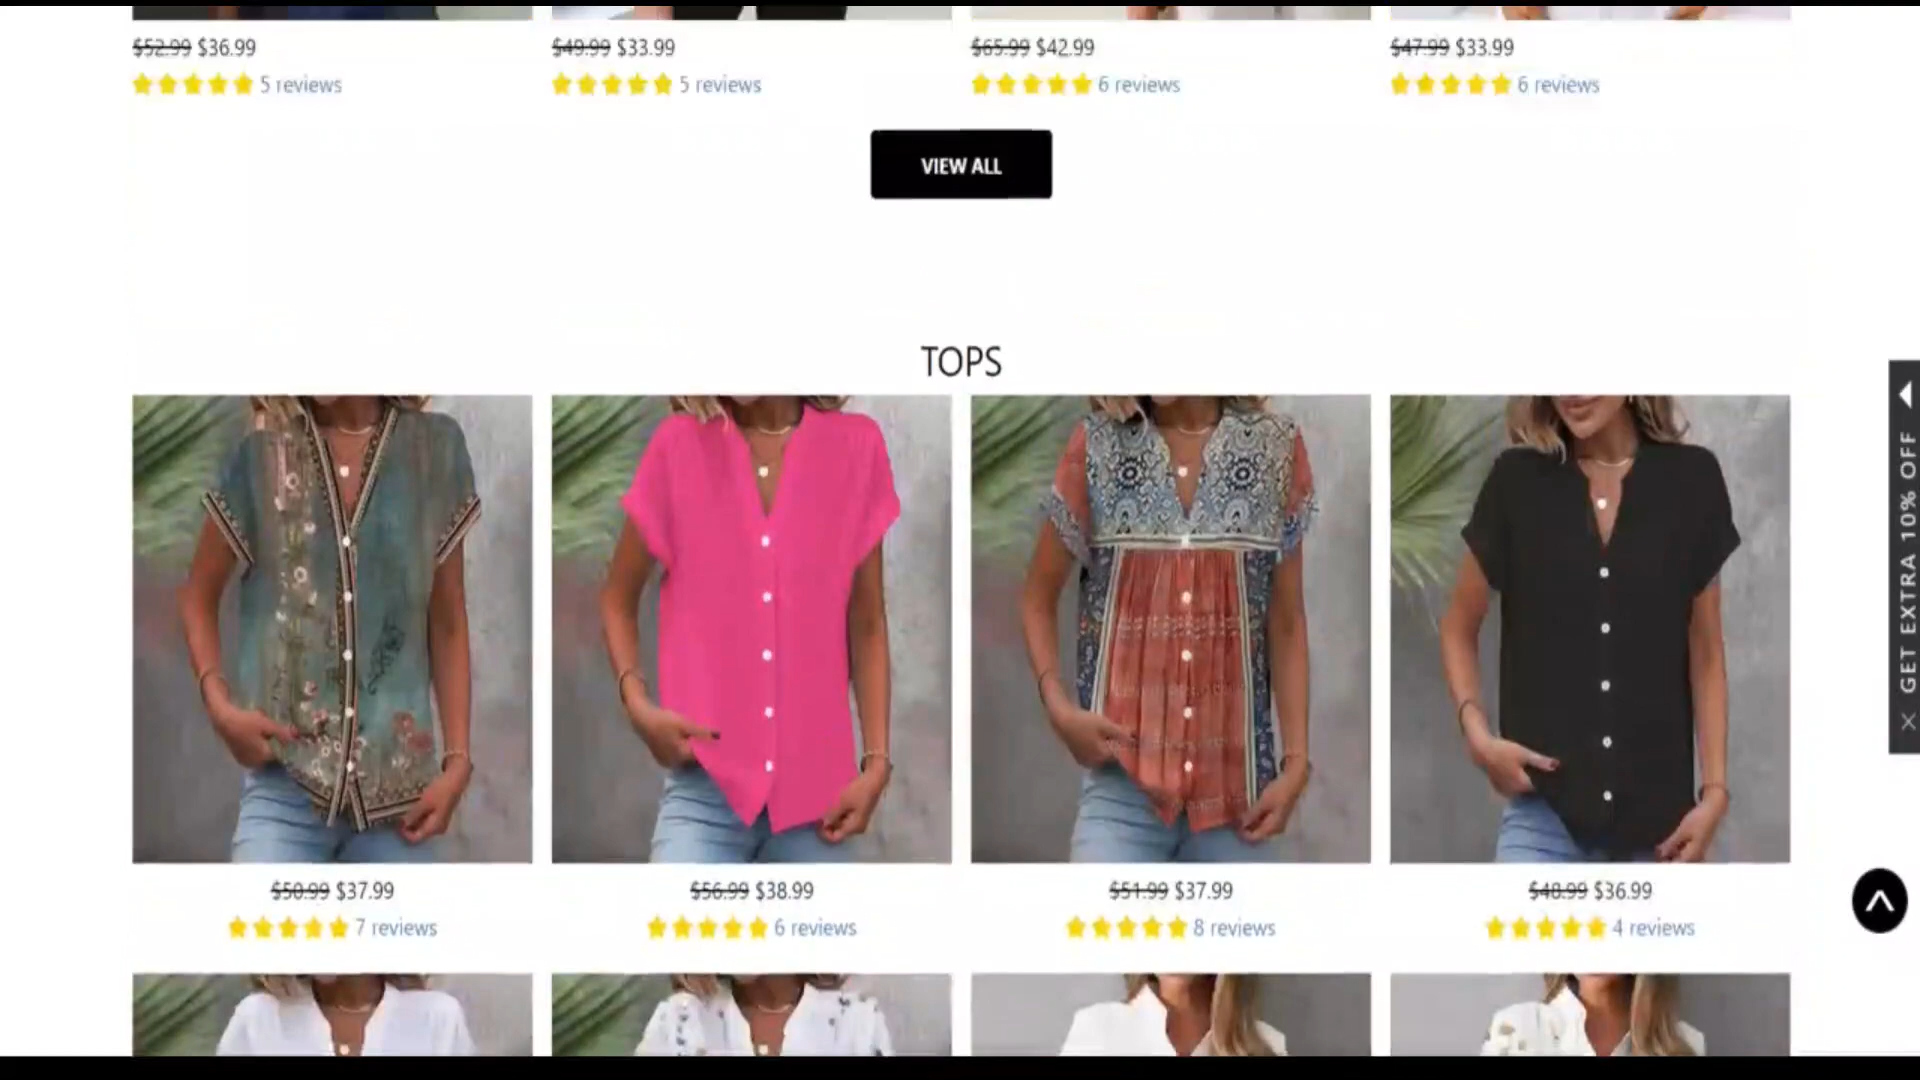 $52.99 $36.99
5 reviews
$49.99 $33.99
5 reviews
$65.99 $42.99
6 reviews
$47.99 $33.99
6 reviews
VIEW ALL
TOPS
$50.99 $37.99
7 reviews
$56.99 $38.99
6 reviews
$51.99 $37.99
8 reviews
$48.99 $36.99
4 reviews
GET EXTRA 10% OFF